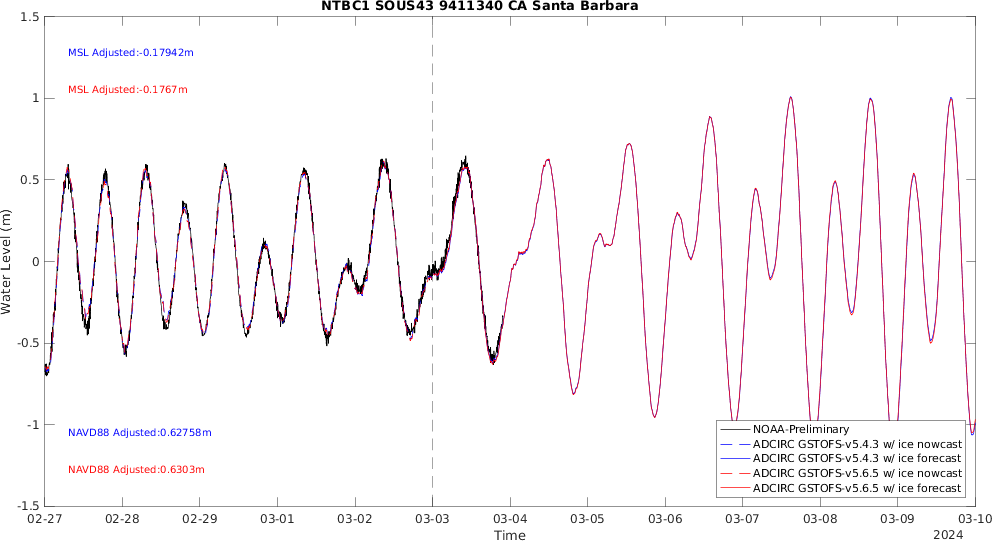 NTBC1 SOUS43 9411340 CA Santa Barbara
1.5
MSL Adjusted:-0.17942m
MSL Adjusted:-0.1767m
1
0.5
Water Level (m)
0
-0.5
-1
NAVD88 Adjusted:0.62758m
NAVD88 Adjusted:0.6303m
-1.5
NOAA-Preliminary
ADCIRC GSTOFS-v5.4.3 w/ ice nowcast
ADCIRC GSTOFS-v5.4.3 w/ ice forecast
ADCIRC GSTOFS-v5.6.5 w/ ice nowcast
ADCIRC GSTOFS-v5.6.5 w/ ice forecast
02-27 02-28 02-29 03-01 03-02 03-03 03-04 03-05 03-06 03-07 03-08 03-09 03-10
Time
2024